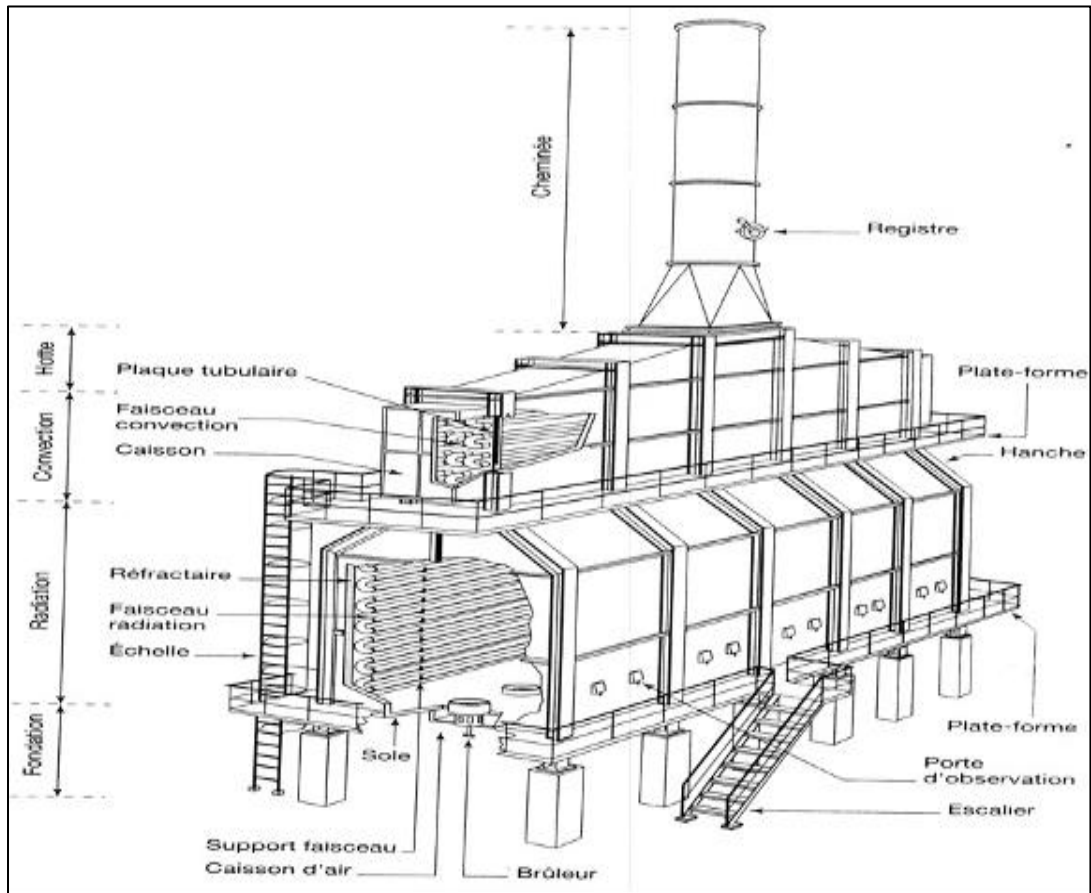 Cheminée
Registre
Hotte
Plaque tubulaire
Plate-forme
Convection
Faisceau
convection
Hanche
Caisson
Radiation
Réfractaire
Faisceau
radiation
Échelle
Fondation
Sole
Plate-forme
Porte
d'observation
Escalier
Support faisceau
Caisson d'air
Brûleur